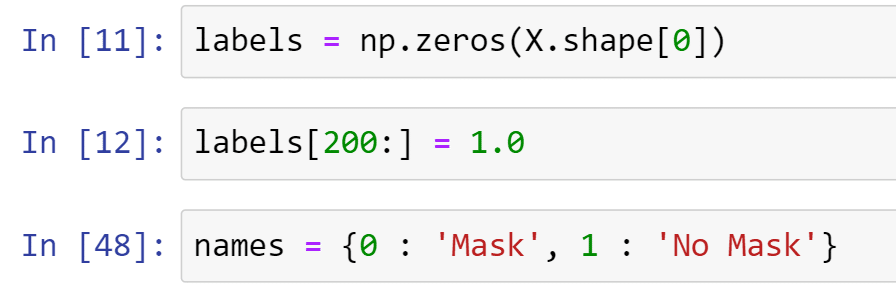 In [11]: labels = np.zeros(X.shape[0])
In [12]: labels[200:] = 1.0
In [48]: names = {0 : 'Mask', 1 : 'No Mask'}